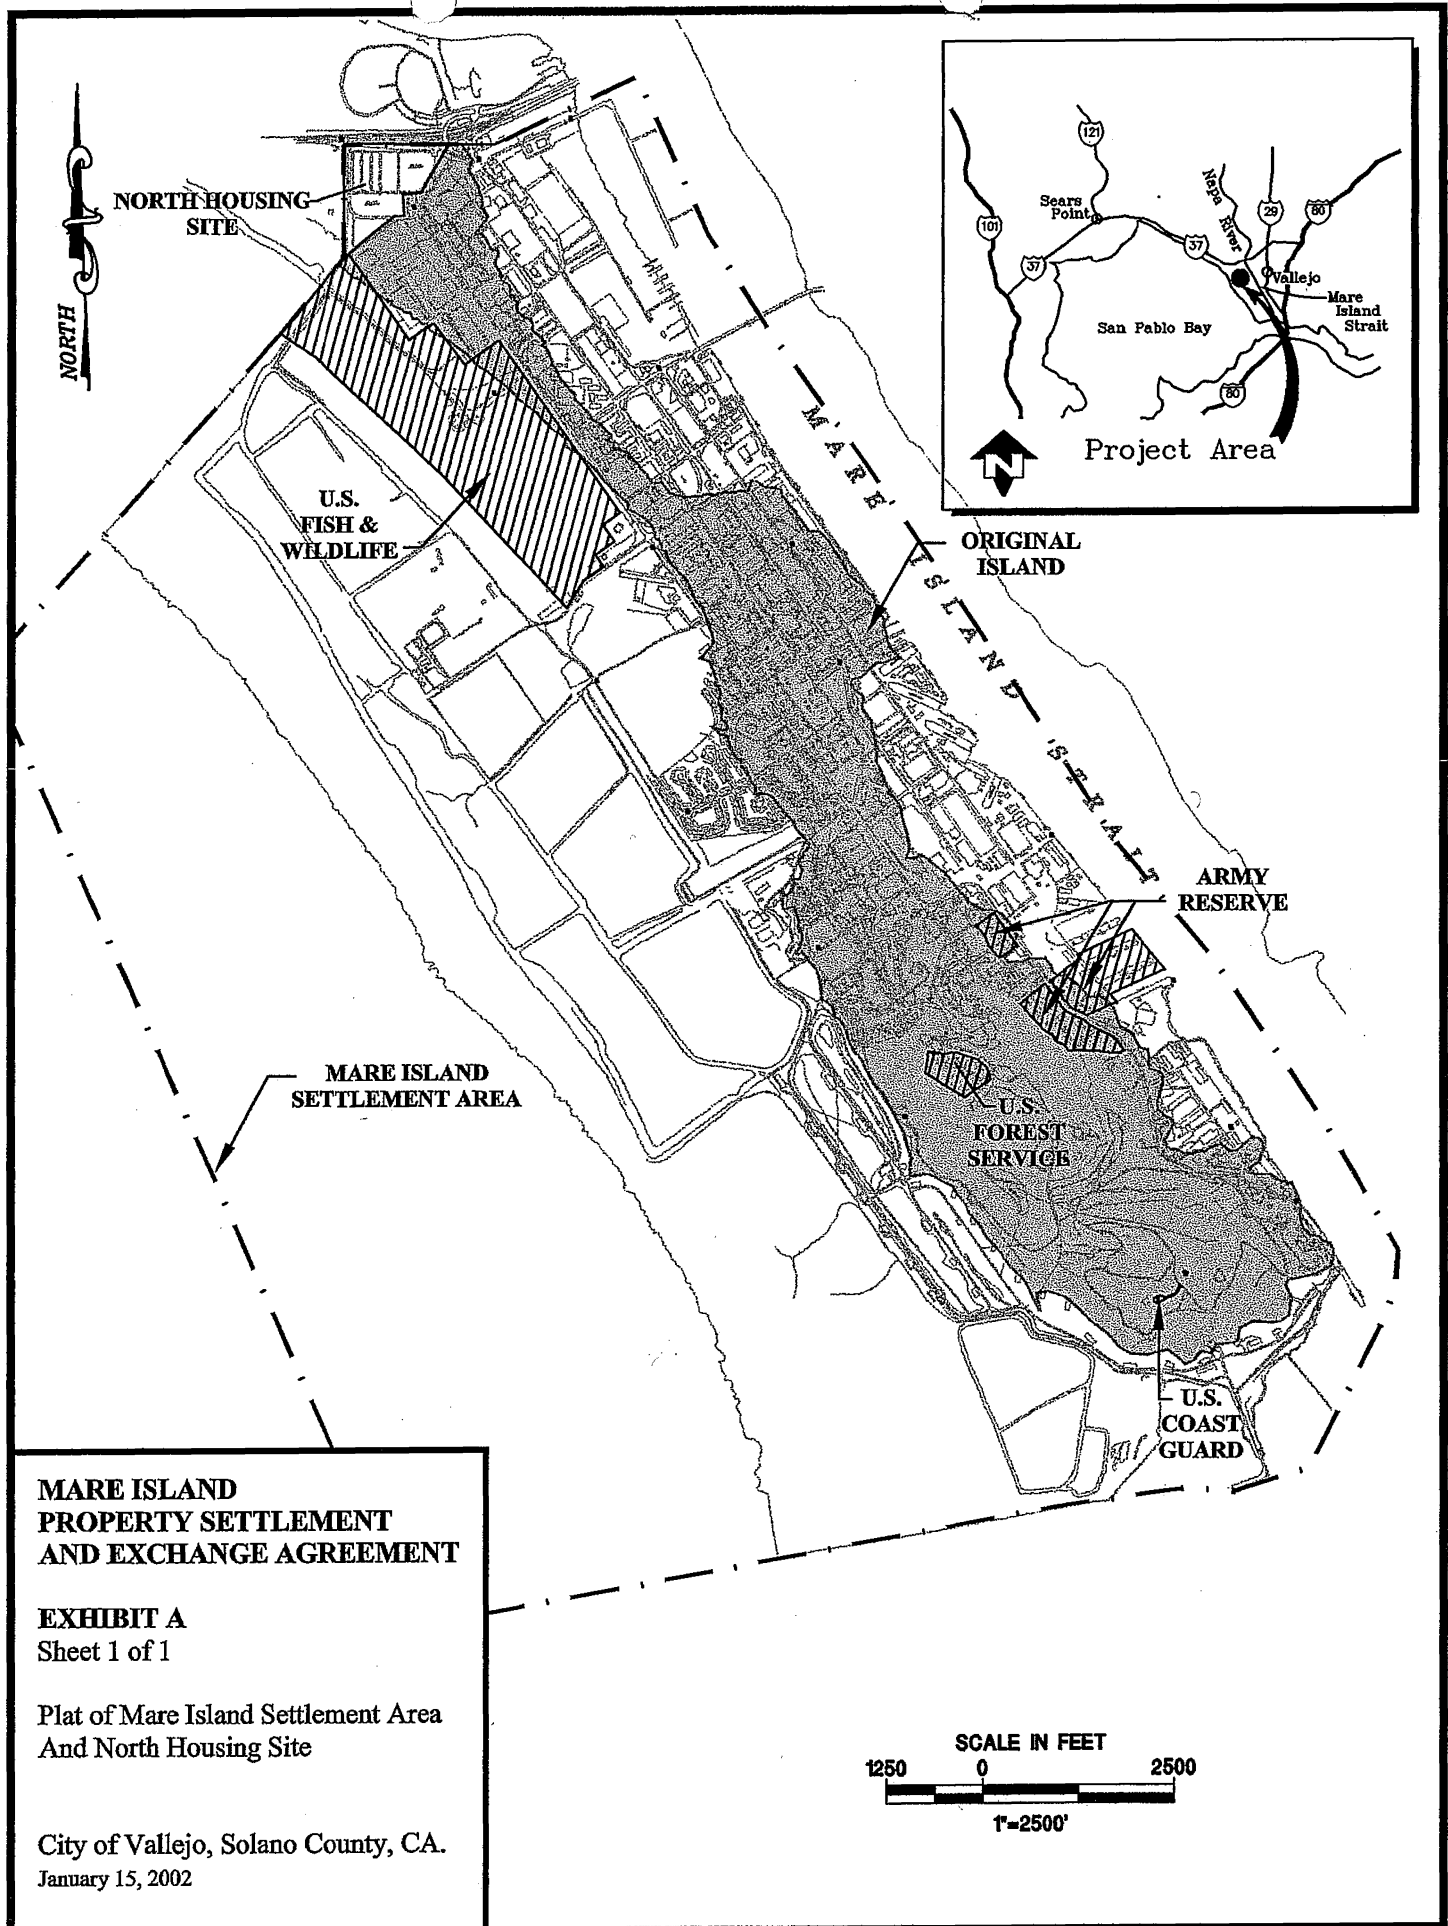 NORTH
NORTH HOUSING
SITE
U.S.
FISH &
WILDLIFE
MARE ISLAND STRAIT
ORIGINAL
ISLAND
ARMY
RESERVE
MARE ISLAND
SETTLEMENT AREA
U.S.
FOREST
SERVICE
U.S.
COAST
GUARD
121
Sears
Point
101
37
37
Napa
River
29
80
Vallejo
Mare
Island
Strait
San Pablo Bay
80
N
Project Area
MARE ISLAND
PROPERTY SETTLEMENT
AND EXCHANGE AGREEMENT
EXHIBIT A
Sheet 1 of 1
Plat of Mare Island Settlement Area
And North Housing Site
City of Vallejo, Solano County, CA.
January 15, 2002
SCALE IN FEET
1250 0 2500
1"=2500'